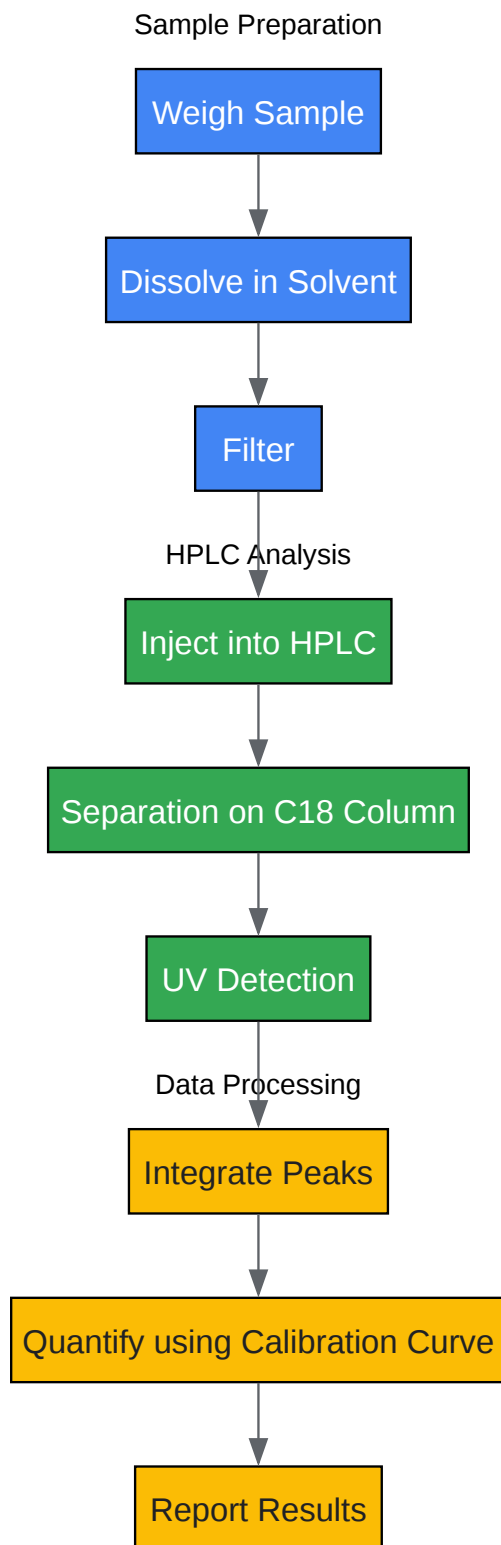 Sample Preparation
Weigh Sample
Dissolve in Solvent
Filter
HPLC Analysis
Inject into HPLC
Separation on C18 Column
UV Detection
Data Processing
Integrate Peaks
Quantify using Calibration Curve
Report Results